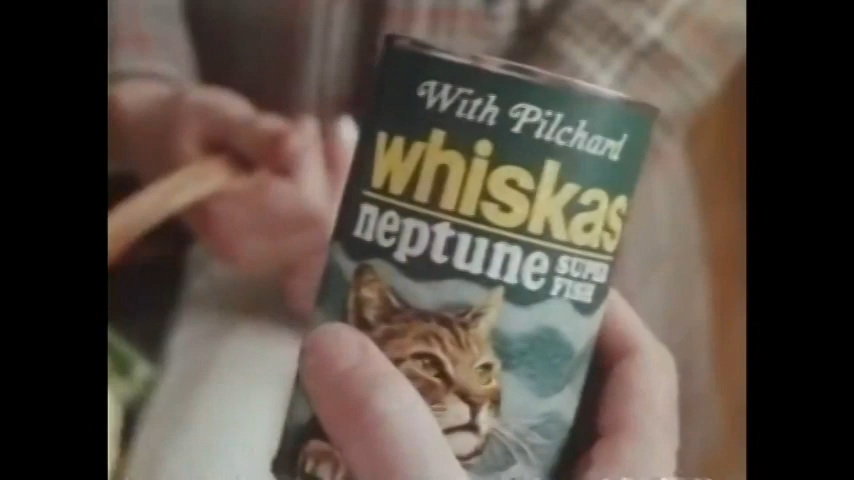 With Pilchard
whiskas
neptune
SUPER
FISH